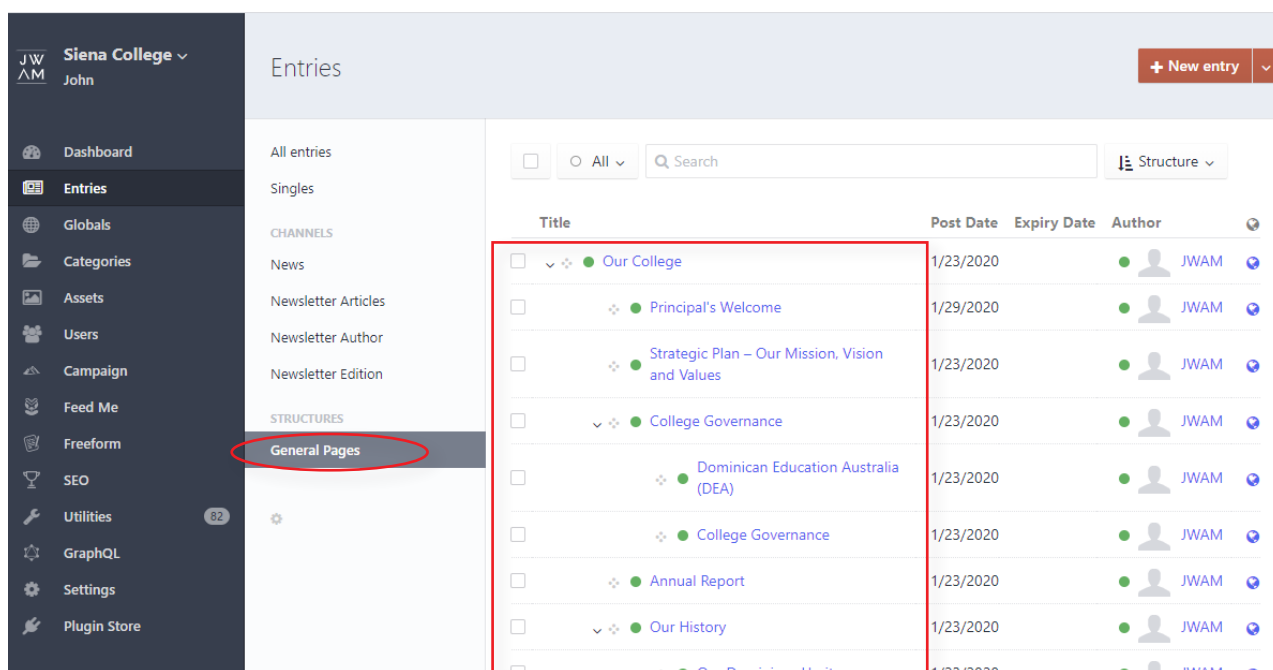 JW
AM
Siena College
John
Dashboard
Entries
Globals
Categories
Assets
Users
Campaign
Feed Me
Freeform
SEO
Utilities 82
GraphQL
Settings
Plugin Store
Entries
+ New entry
All entries
Singles
CHANNELS
News
Newsletter Articles
Newsletter Author
Newsletter Edition
STRUCTURES
General Pages
All Search Structure
Title Post Date Expiry Date Author
Our College 1/23/2020 JWAM
Principal's Welcome 1/29/2020 JWAM
Strategic Plan – Our Mission, Vision
and Values 1/23/2020 JWAM
College Governance 1/23/2020 JWAM
Dominican Education Australia
(DEA) 1/23/2020 JWAM
College Governance 1/23/2020 JWAM
Annual Report 1/23/2020 JWAM
Our History 1/23/2020 JWAM